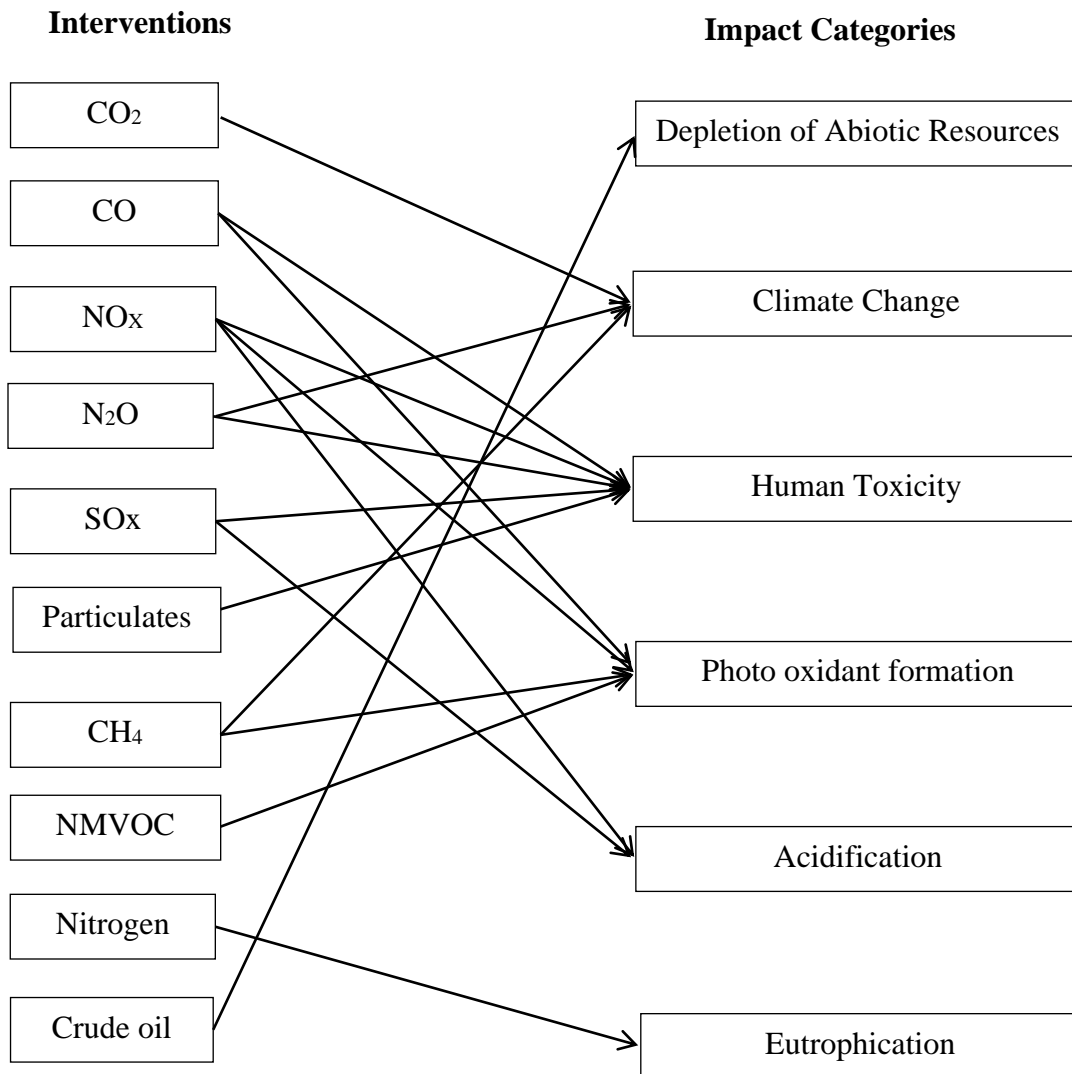 Interventions
Impact Categories
CO₂
CO
NOX
N₂O
SOx
Particulates
CH₄
NMVOC
Nitrogen
Crude oil
Depletion of Abiotic Resources
Climate Change
Human Toxicity
Photo oxidant formation
Acidification
Eutrophication